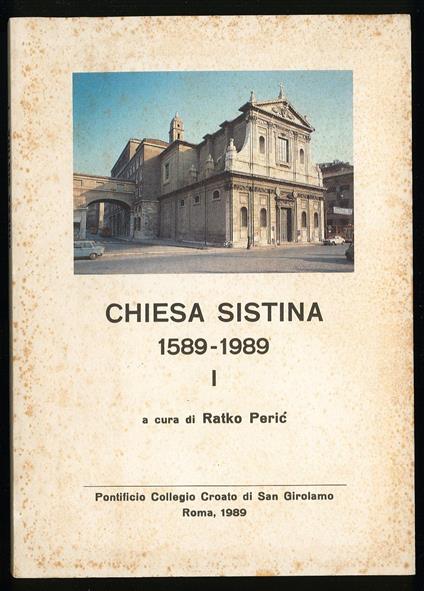 CHIESA SISTINA
1589-1989
I
a cura di Ratko Perić
Pontificio Collegio Croato di San Girolamo
Roma, 1989